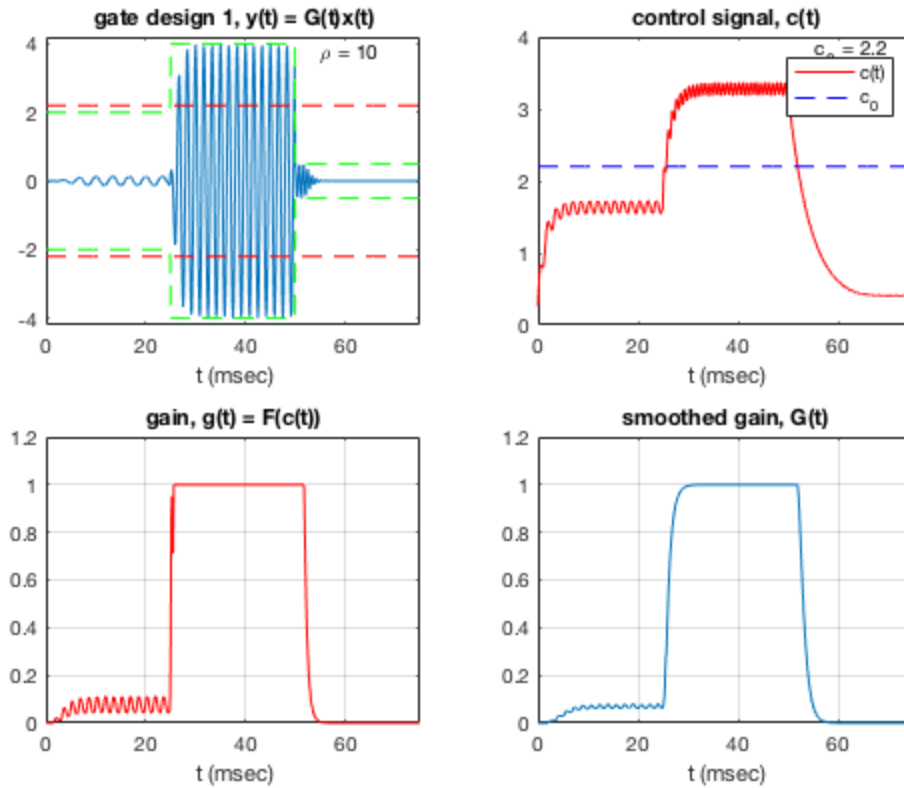 gate design 1, y(t) = G(t)x(t)
4
2
0
-2
-4
ρ = 10
0 20 40 60
t (msec)
control signal, c(t)
4
3
2
1
0
c₀ = 2.2
c(t)
c₀
0 20 40 60
t (msec)
gain, g(t) = F(c(t))
1.2
1
0.8
0.6
0.4
0.2
0
0 20 40 60
t (msec)
smoothed gain, G(t)
1.2
1
0.8
0.6
0.4
0.2
0
0 20 40 60
t (msec)